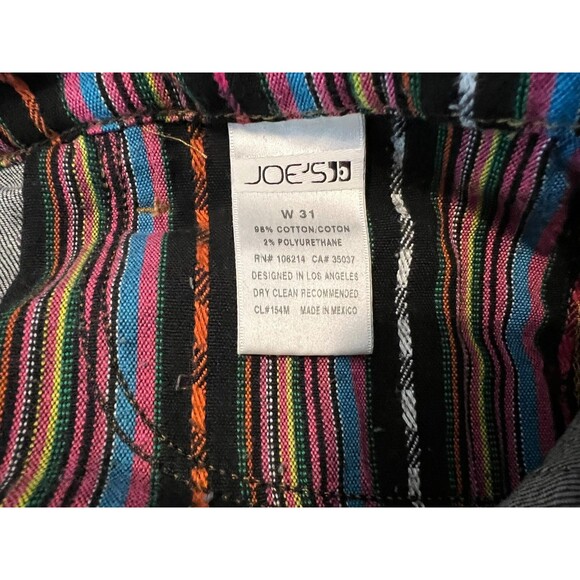 JOE'S
W 31
98% COTTON/COTON
2% POLYURETHANE
RN# 106214 CA# 35037
DESIGNED IN LOS ANGELES
DRY CLEAN RECOMMENDED
CL#154M MADE IN MEXICO